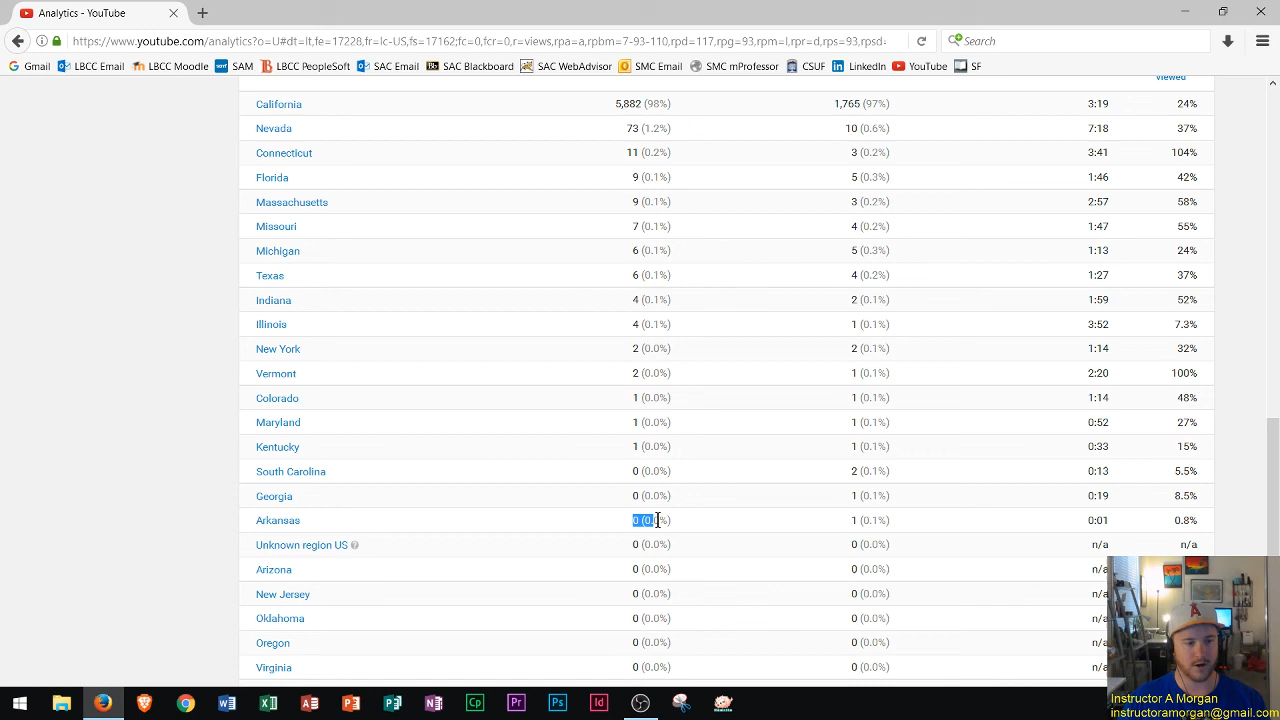 Analytics - YouTube
https://www.youtube.com/analytics?o=U#dt=lt,fe=17228,fr=lc-US,fs=17162;fc=0,fcr=0,r=views,rpa=a,rpbm=7-93-110,rpd=117,rpg=93,rpm=l,rpr=d,rps=93,rpsd-
Search
Gmail LBCC Email LBCC Moodle SAM LBCC PeopleSoft SAC Email SAC Blackboard SAC WebAdvisor SMC Email SMC mProfessor CSUF LinkedIn YouTube SF
viewed
California 5,882 (98%) 1,765 (97%) 3:19 24%
Nevada 73 (1.2%) 10 (0.6%) 7:18 37%
Connecticut 11 (0.2%) 3 (0.2%) 3:41 104%
Florida 9 (0.1%) 5 (0.3%) 1:46 42%
Massachusetts 9 (0.1%) 3 (0.2%) 2:57 58%
Missouri 7 (0.1%) 4 (0.2%) 1:47 55%
Michigan 6 (0.1%) 5 (0.3%) 1:13 24%
Texas 6 (0.1%) 4 (0.2%) 1:27 37%
Indiana 4 (0.1%) 2 (0.1%) 1:59 52%
Illinois 4 (0.1%) 1 (0.1%) 3:52 7.3%
New York 2 (0.0%) 2 (0.1%) 1:14 32%
Vermont 2 (0.0%) 1 (0.1%) 2:20 100%
Colorado 1 (0.0%) 1 (0.1%) 1:14 48%
Maryland 1 (0.0%) 1 (0.1%) 0:52 27%
Kentucky 1 (0.0%) 1 (0.1%) 0:33 15%
South Carolina 0 (0.0%) 2 (0.1%) 0:13 5.5%
Georgia 0 (0.0%) 1 (0.1%) 0:19 8.5%
Arkansas 0 (0.0%) 1 (0.1%) 0:01 0.8%
Unknown region US 0 (0.0%) 0 (0.0%) n/a n/a
Arizona 0 (0.0%) 0 (0.0%) n/a
New Jersey 0 (0.0%) 0 (0.0%) n/a
Oklahoma 0 (0.0%) 0 (0.0%) n/a
Oregon 0 (0.0%) 0 (0.0%) n/a
Virginia 0 (0.0%) 0 (0.0%) n/a
Instructor A Morgan
instructoramorgan@gmail.com